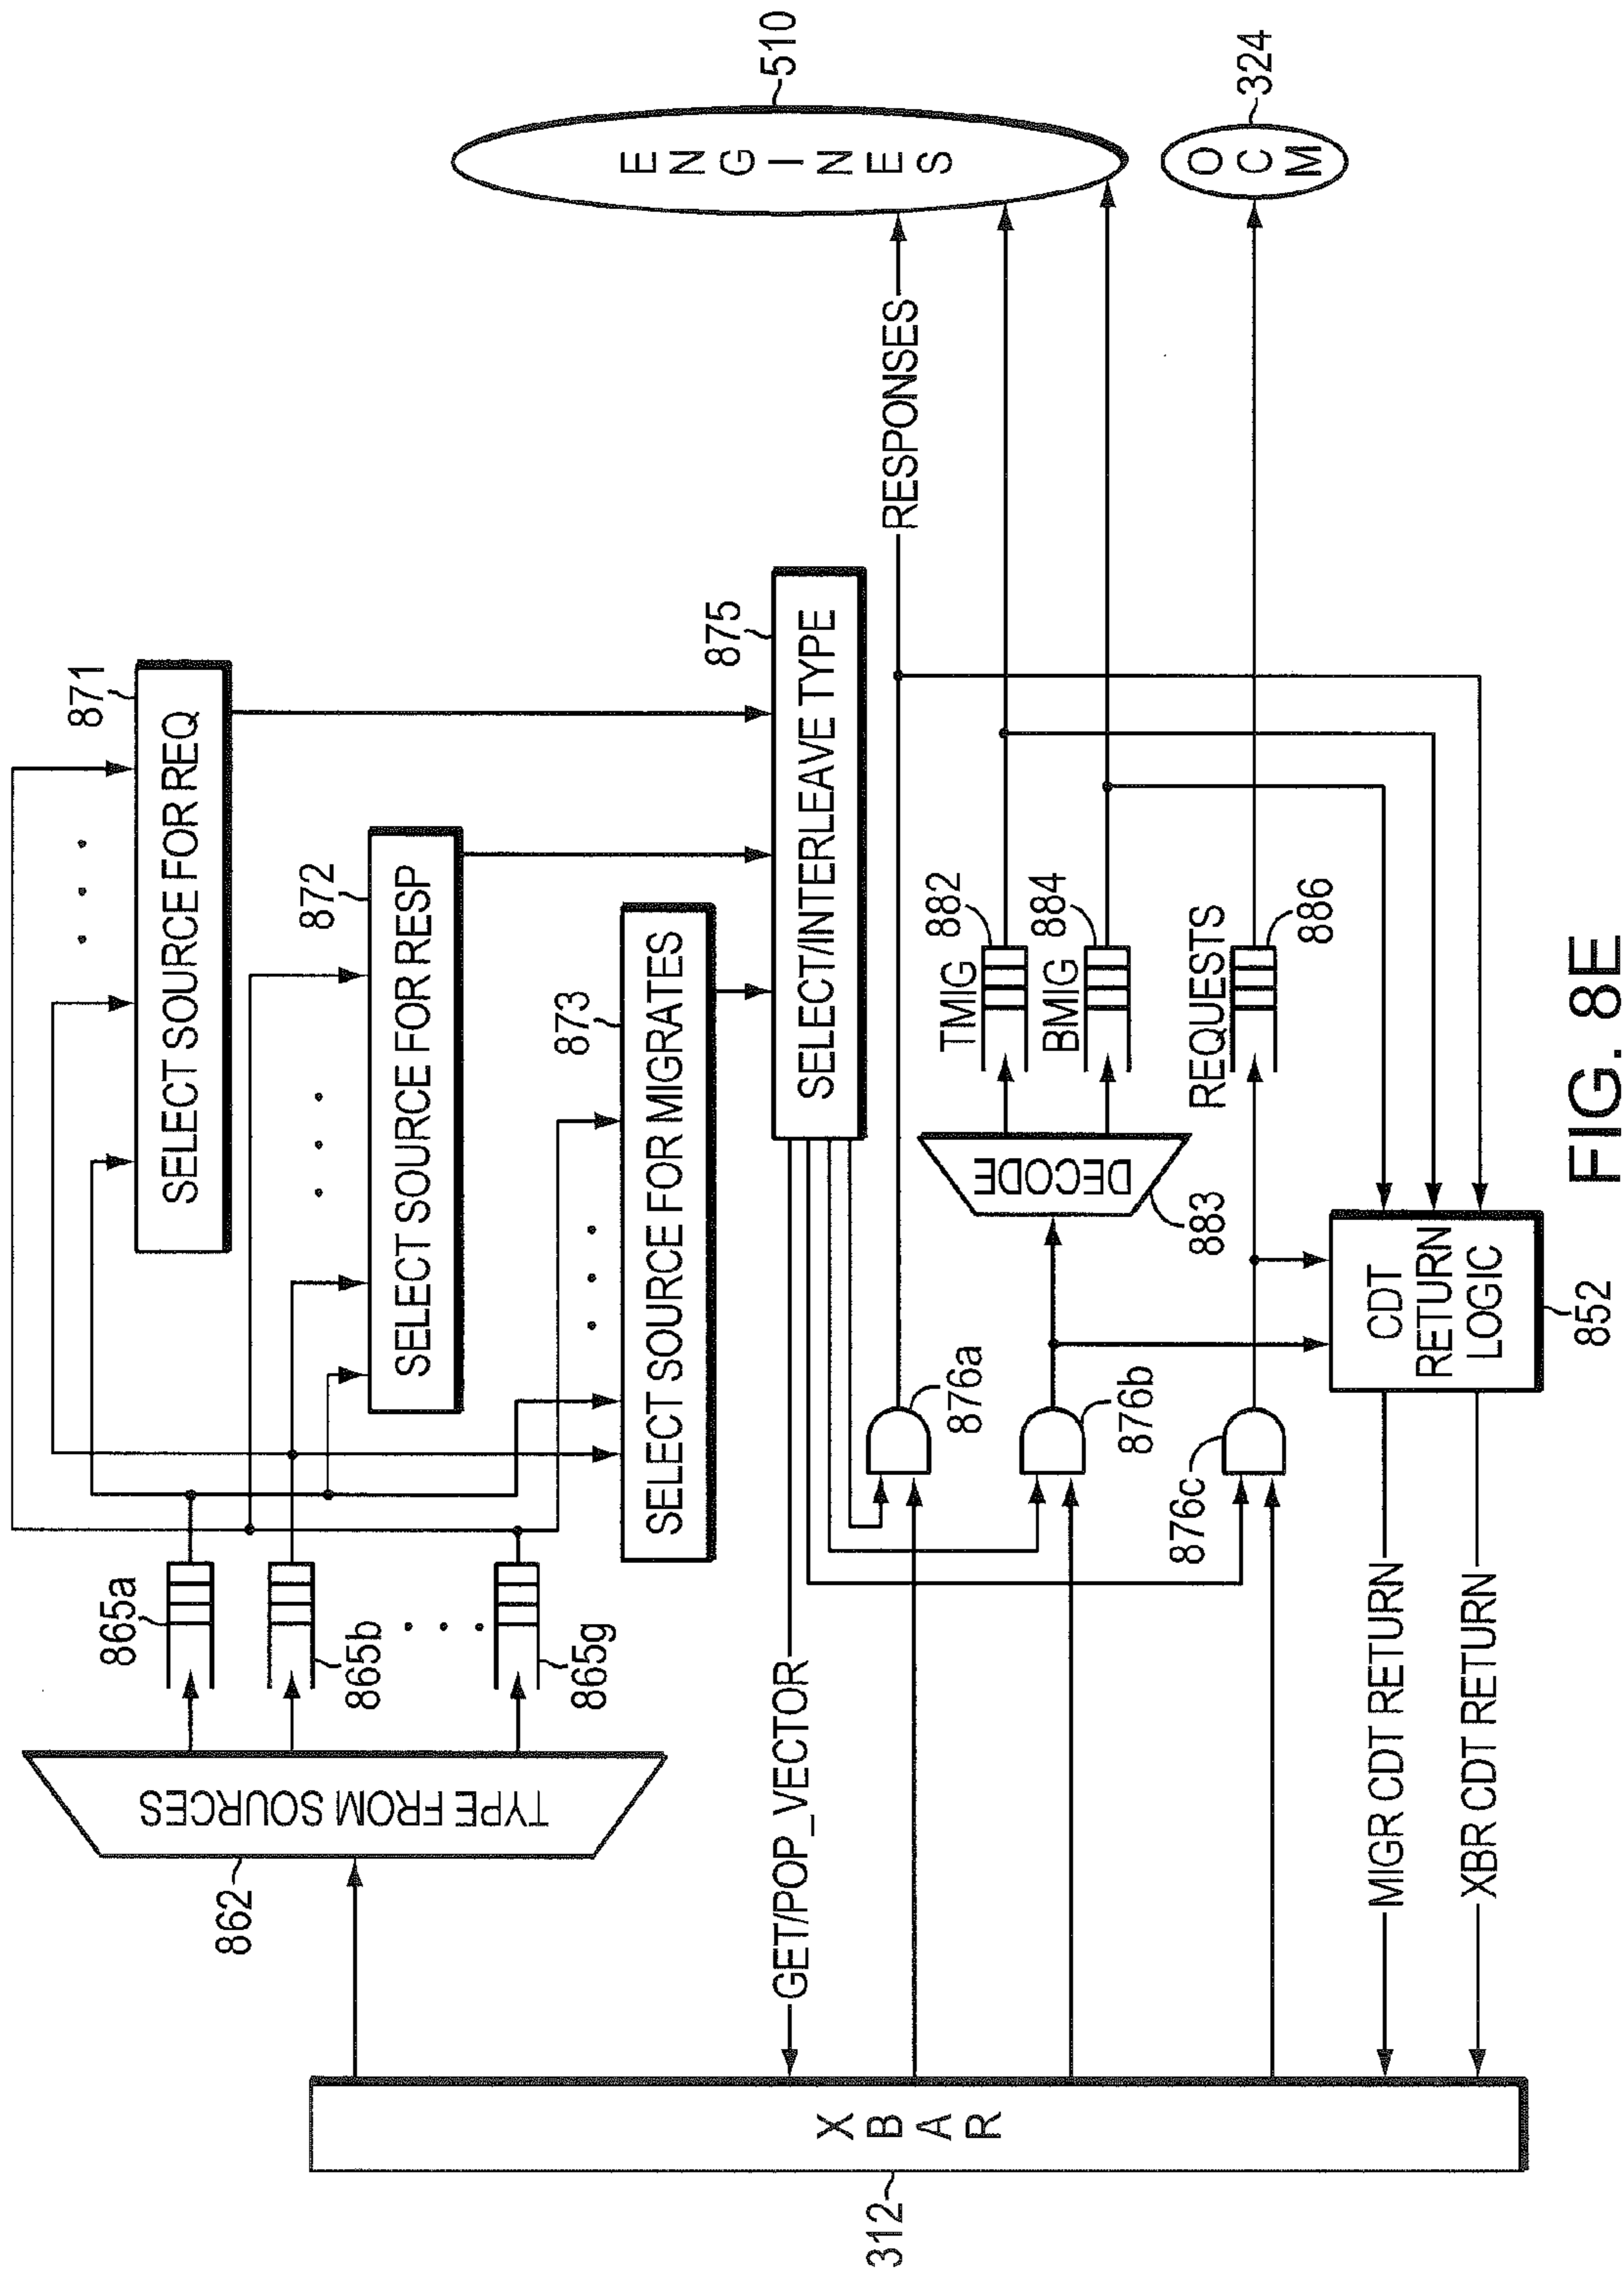 312
XBAR
862
TYPE FROM SOURCES
865a
865b
865g
871
SELECT SOURCE FOR REQ
872
SELECT SOURCE FOR RESP
873
SELECT SOURCE FOR MIGRATES
875
SELECT/INTERLEAVE TYPE
GET/POP_VECTOR
876a
RESPONSES
ENGINES
510
876b
DECODE
883
TMIG
882
BMIG
884
876c
REQUESTS
886
OCM
324
MIGR CDT RETURN
XBR CDT RETURN
CDT
RETURN
LOGIC
852
FIG. 8E